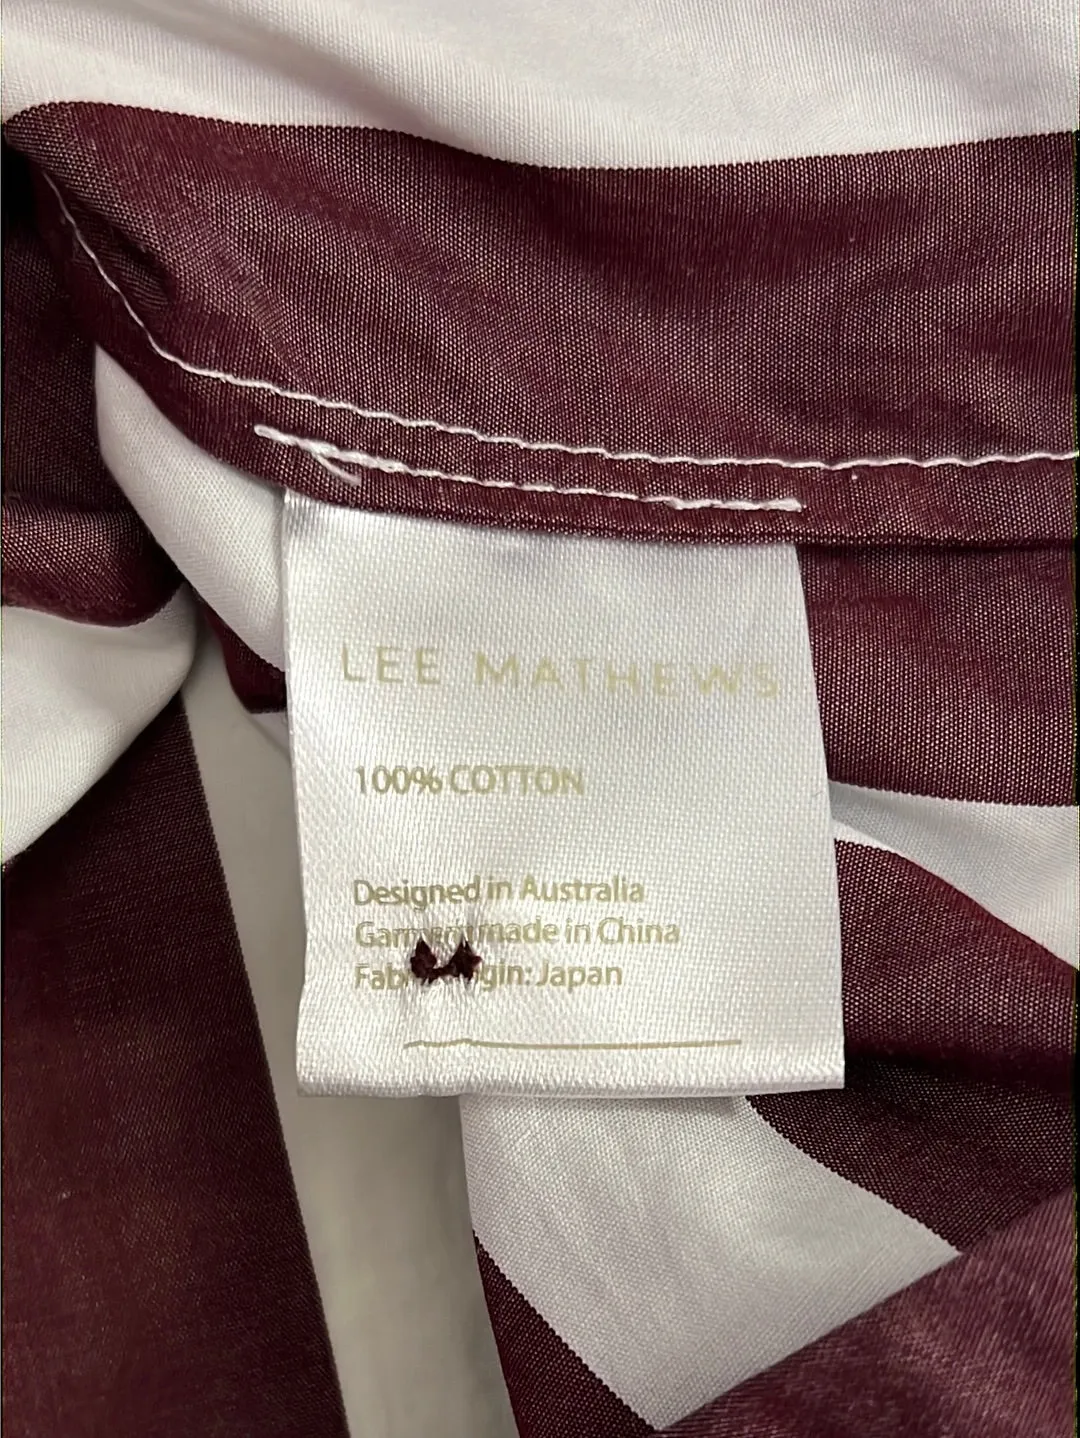 LEE MATHEWS
100% COTTON
Designed in Australia
made in China
Japan